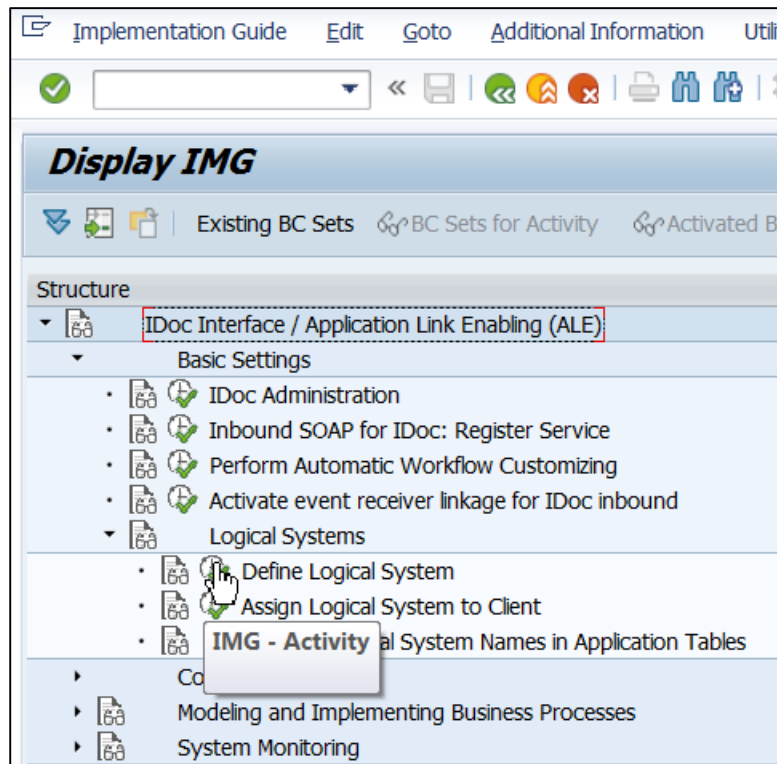 Implementation Guide Edit Goto Additional Information Utili
Display IMG
Existing BC Sets BC Sets for Activity Activated B
Structure
IDoc Interface / Application Link Enabling (ALE)
Basic Settings
IDoc Administration
Inbound SOAP for IDoc: Register Service
Perform Automatic Workflow Customizing
Activate event receiver linkage for IDoc inbound
Logical Systems
Define Logical System
Assign Logical System to Client
IMG - Activity al System Names in Application Tables
Co
Modeling and Implementing Business Processes
System Monitoring